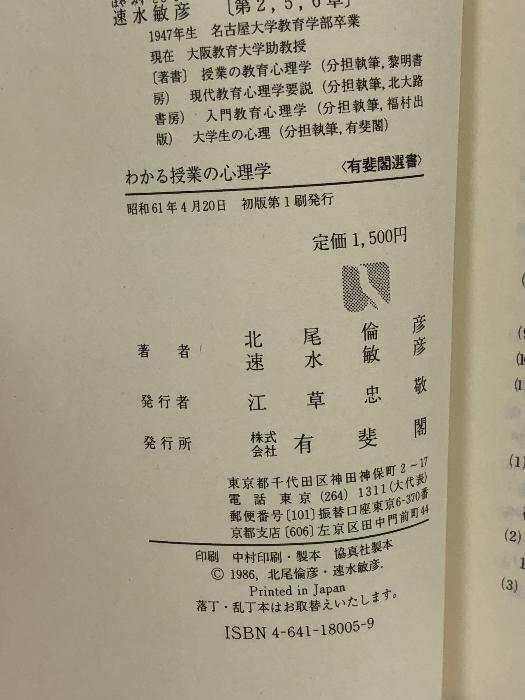 速水敏彦 〔第2, 5, 6章〕
1947年生 名古屋大学教育学部卒業
現在 大阪教育大学助教授
〔著書〕 授業の教育心理学 (分担執筆, 黎明書
房) 現代教育心理学要説 (分担執筆, 北大路
書房) 入門教育心理学 (分担執筆, 福村出
版) 大学生の心理 (分担執筆, 有斐閣)
わかる授業の心理学 〈有斐閣選書〉
昭和61年4月20日 初版第1刷発行
定価 1,500円
著者 北尾倫彦
速水敏彦
発行者 江草忠敬
発行所 株式会社 有斐閣
東京都千代田区神田神保町2~17
電話 東京 (264) 1311 (大代表)
郵便番号〔101〕振替口座東京6-370番
京都支店〔606〕左京区田中門前町44
印刷 中村印刷・製本 協真社製本
© 1986, 北尾倫彦・速水敏彦.
Printed in Japan
落丁・乱丁本はお取替えいたします。
ISBN 4-641-18005-9
(1)
(2)
1
(3)